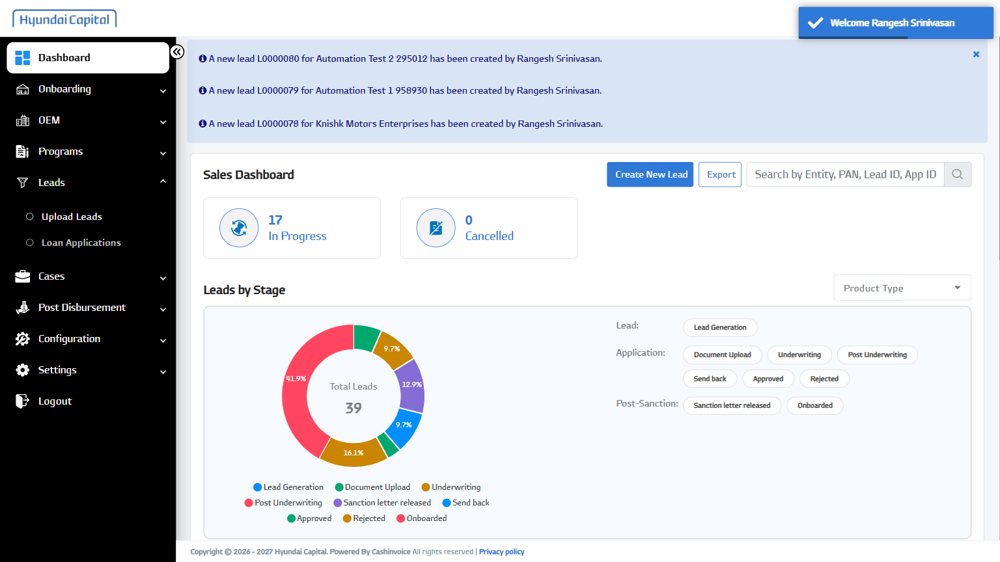 Hyundai Capital
Welcome Rangesh Srinivasan
Dashboard
Onboarding
OEM
Programs
Leads
Upload Leads
Loan Applications
Cases
Post Disbursement
Configuration
Settings
Logout
A new lead L0000080 for Automation Test 2 295012 has been created by Rangesh Srinivasan.
A new lead L0000079 for Automation Test 1 958930 has been created by Rangesh Srinivasan.
A new lead L0000078 for Knishk Motors Enterprises has been created by Rangesh Srinivasan.
Sales Dashboard
Create New Lead
Export
Search by Entity, PAN, Lead ID, App ID
17
In Progress
0
Cancelled
Leads by Stage
Product Type
9.7%
12.9%
9.7%
16.1%
41.9%
Total Leads
39
Lead Generation Document Upload Underwriting
Post Underwriting Sanction letter released Send back
Approved Rejected Onboarded
Lead: Lead Generation
Application: Document Upload Underwriting Post Underwriting
Send back Approved Rejected
Post-Sanction: Sanction letter released Onboarded
Copyright © 2026 - 2027 Hyundai Capital. Powered By Cashinvoice All rights reserved | Privacy policy